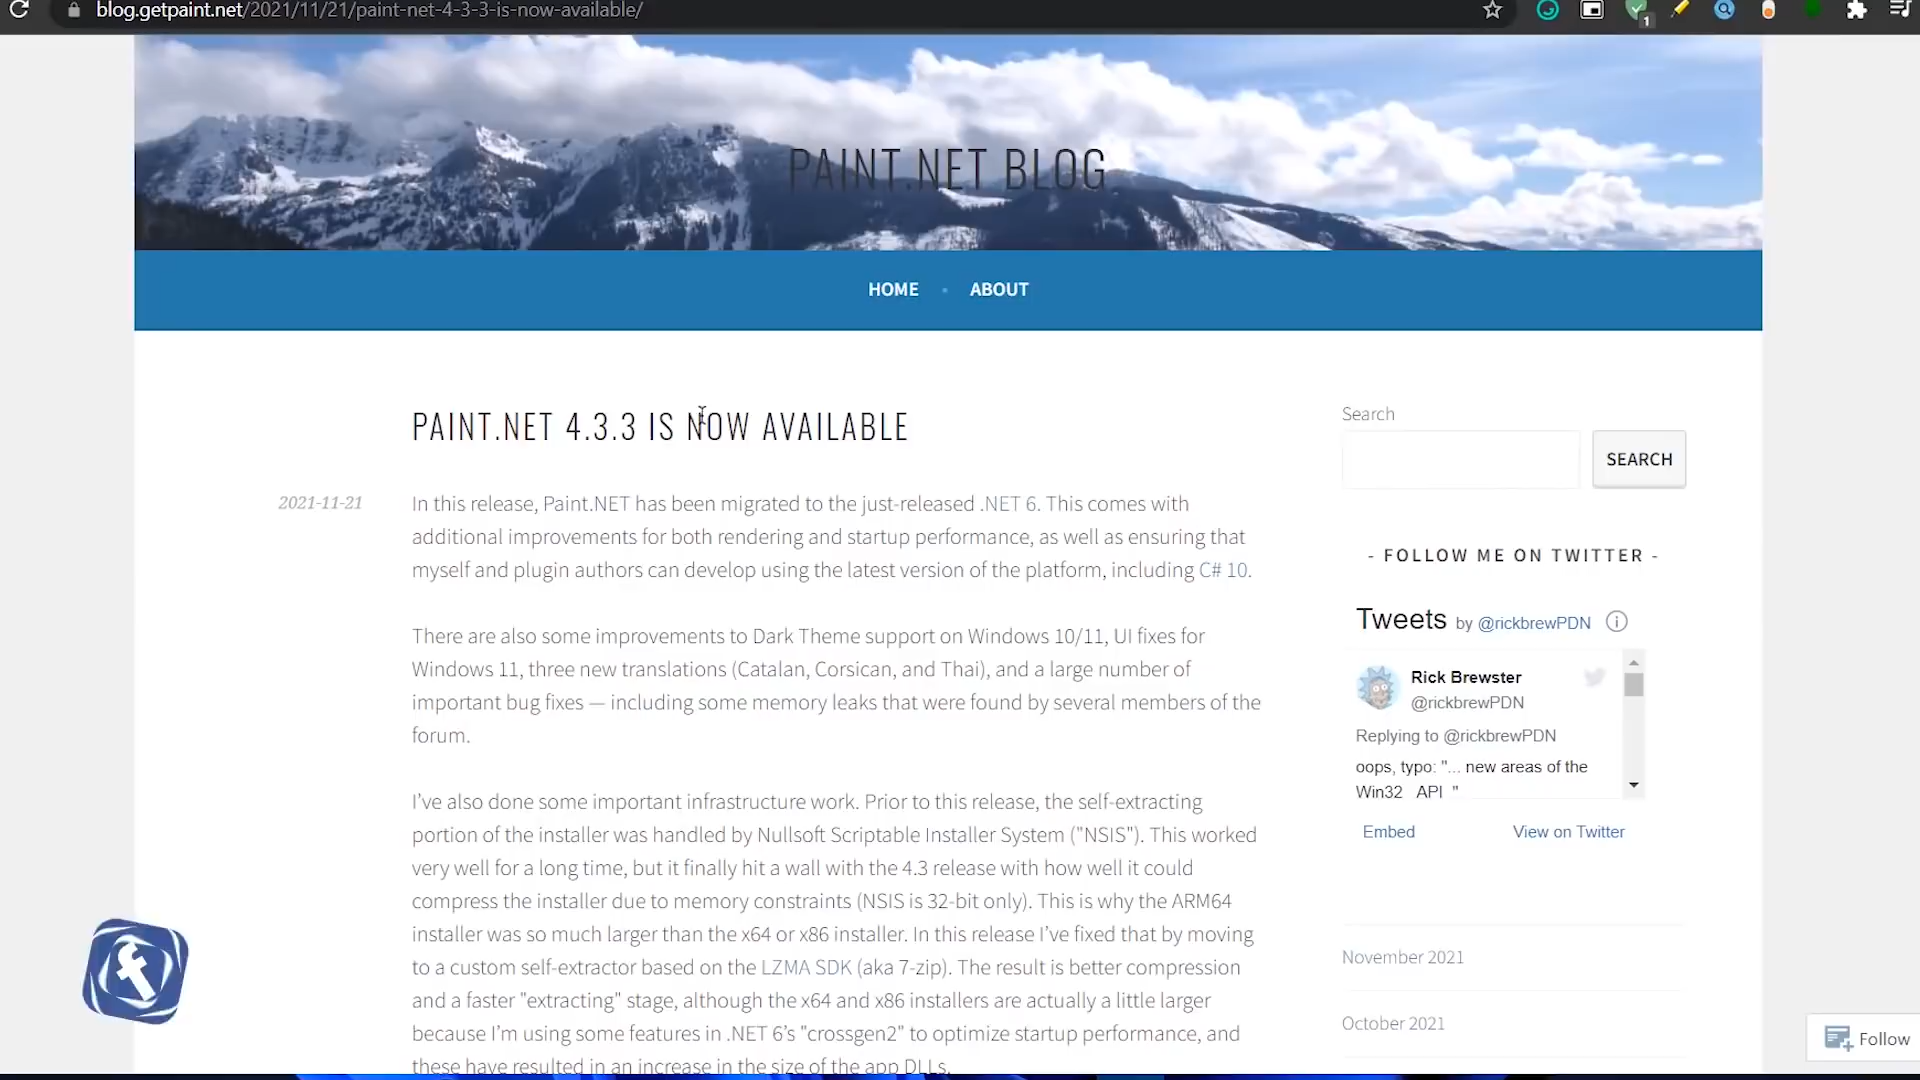 blog.getpaint.net/2021/11/21/paint-net-4-3-3-is-now-available/
1
PAINT.NET BLOG
HOME
ABOUT
PAINT.NET 4.3.3 IS NOW AVAILABLE
2021-11-21
In this release, Paint.NET has been migrated to the just-released .NET 6. This comes with
additional improvements for both rendering and startup performance, as well as ensuring that
myself and plugin authors can develop using the latest version of the platform, including C# 10.
There are also some improvements to Dark Theme support on Windows 10/11, UI fixes for
Windows 11, three new translations (Catalan, Corsican, and Thai), and a large number of
important bug fixes — including some memory leaks that were found by several members of the
forum.
I've also done some important infrastructure work. Prior to this release, the self-extracting
portion of the installer was handled by Nullsoft Scriptable Installer System ("NSIS"). This worked
very well for a long time, but it finally hit a wall with the 4.3 release with how well it could
compress the installer due to memory constraints (NSIS is 32-bit only). This is why the ARM64
installer was so much larger than the x64 or x86 installer. In this release I've fixed that by moving
to a custom self-extractor based on the LZMA SDK (aka 7-zip). The result is better compression
and a faster "extracting" stage, although the x64 and x86 installers are actually a little larger
because I'm using some features in .NET 6's "crossgen2" to optimize startup performance, and
these have resulted in an increase in the size of the app DLLs.
Search
SEARCH
- FOLLOW ME ON TWITTER -
Tweets by @rickbrewPDN
Rick Brewster
@rickbrewPDN
Replying to @rickbrewPDN
oops, typo: "... new areas of the
Win32 API "
Embed
View on Twitter
November 2021
October 2021
Follow